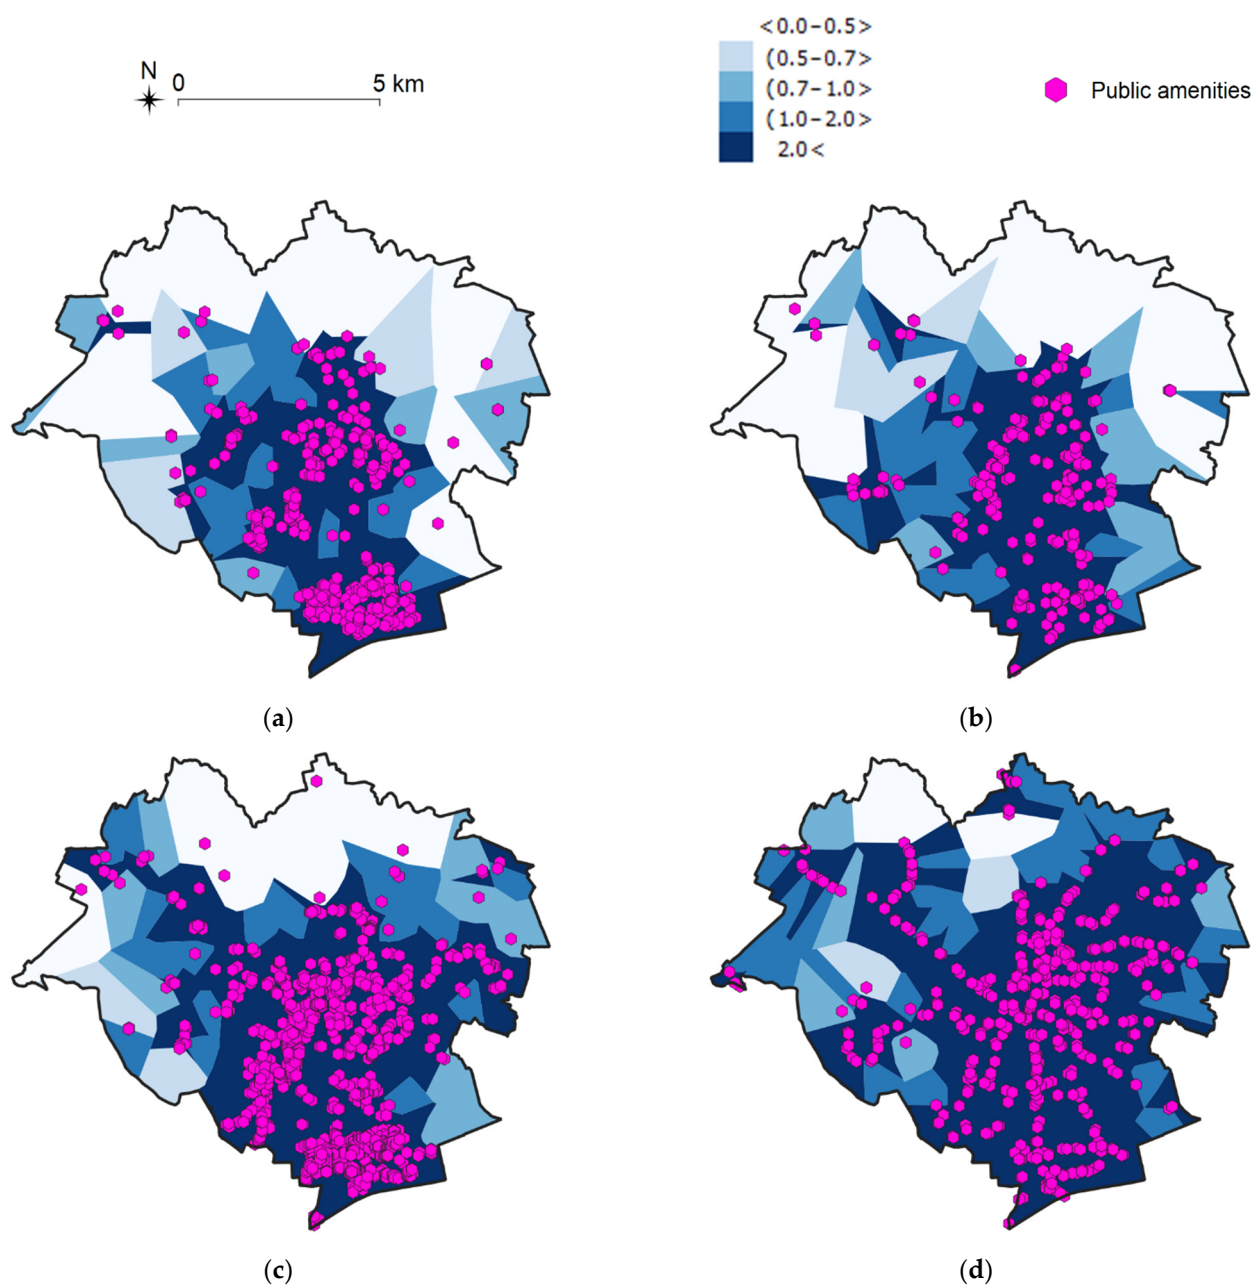 <0.0–0.5>
(0.5–0.7>
(0.7–1.0>
(1.0–2.0>
2.0<
N
0 5 km
Public amenities
(a)
(b)
(c)
(d)